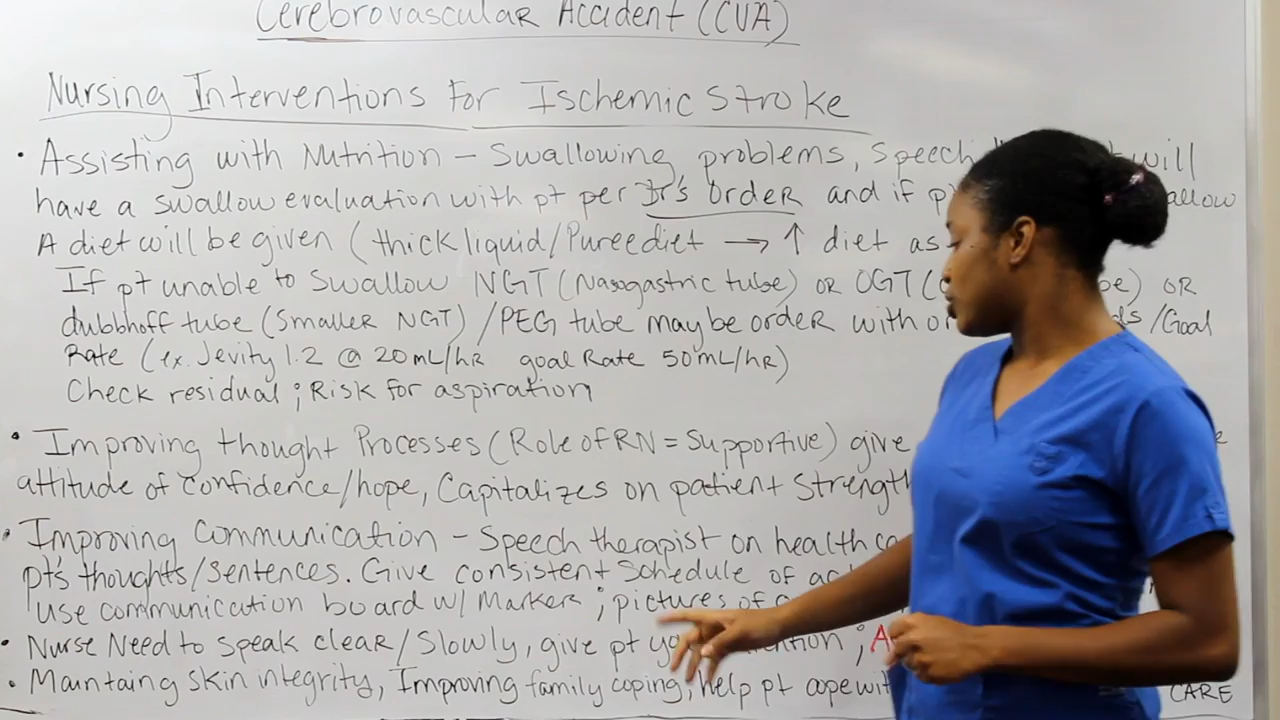 Cerebrovascular Accident (CVA)
Nursing Interventions For Ischemic Stroke
• Assisting with Nutrition - Swallowing problems, Speech will
have a swallow evaluation with pt per Dr's order and if
A diet will be given (thick liquid/Puree diet → ↑ diet as
If pt unable to Swallow NGT (Nasogastric tube) OR OGT ( OR
dubbhoff tube (Smaller NGT) / PEG tube may be order with /Goal
Rate (ex. Jevity 1.2 @ 20mL/hr goal Rate 50mL/hr)
Check residual ; Risk for aspiration
• Improving thought Processes (Role of RN = Supportive) give
attitude of confidence/hope, Capitalizes on patient
• Improving Communication - Speech therapist on health
pt's thoughts/sentences. Give consistent Schedule of
use communication board w/ Marker ; pictures of
• Nurse Need to speak clear/Slowly, give pt ;
• Maintaing skin integrity, Improving family coping, help pt cope CARE